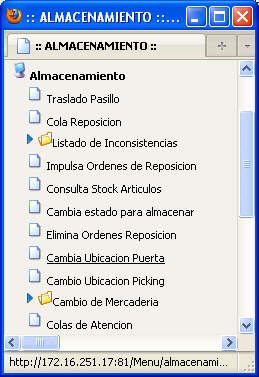 :: ALMACENAMIENTO ::...
:: ALMACENAMIENTO ::
Almacenamiento
Traslado Pasillo
Cola Reposicion
Listado de Inconsistencias
Impulsa Ordenes de Reposicion
Consulta Stock Articulos
Cambia estado para almacenar
Elimina Ordenes Reposicion
Cambia Ubicacion Puerta
Cambio Ubicacion Picking
Cambio de Mercaderia
Colas de Atencion
http://172.16.251.17:81/Menu/almacenami...